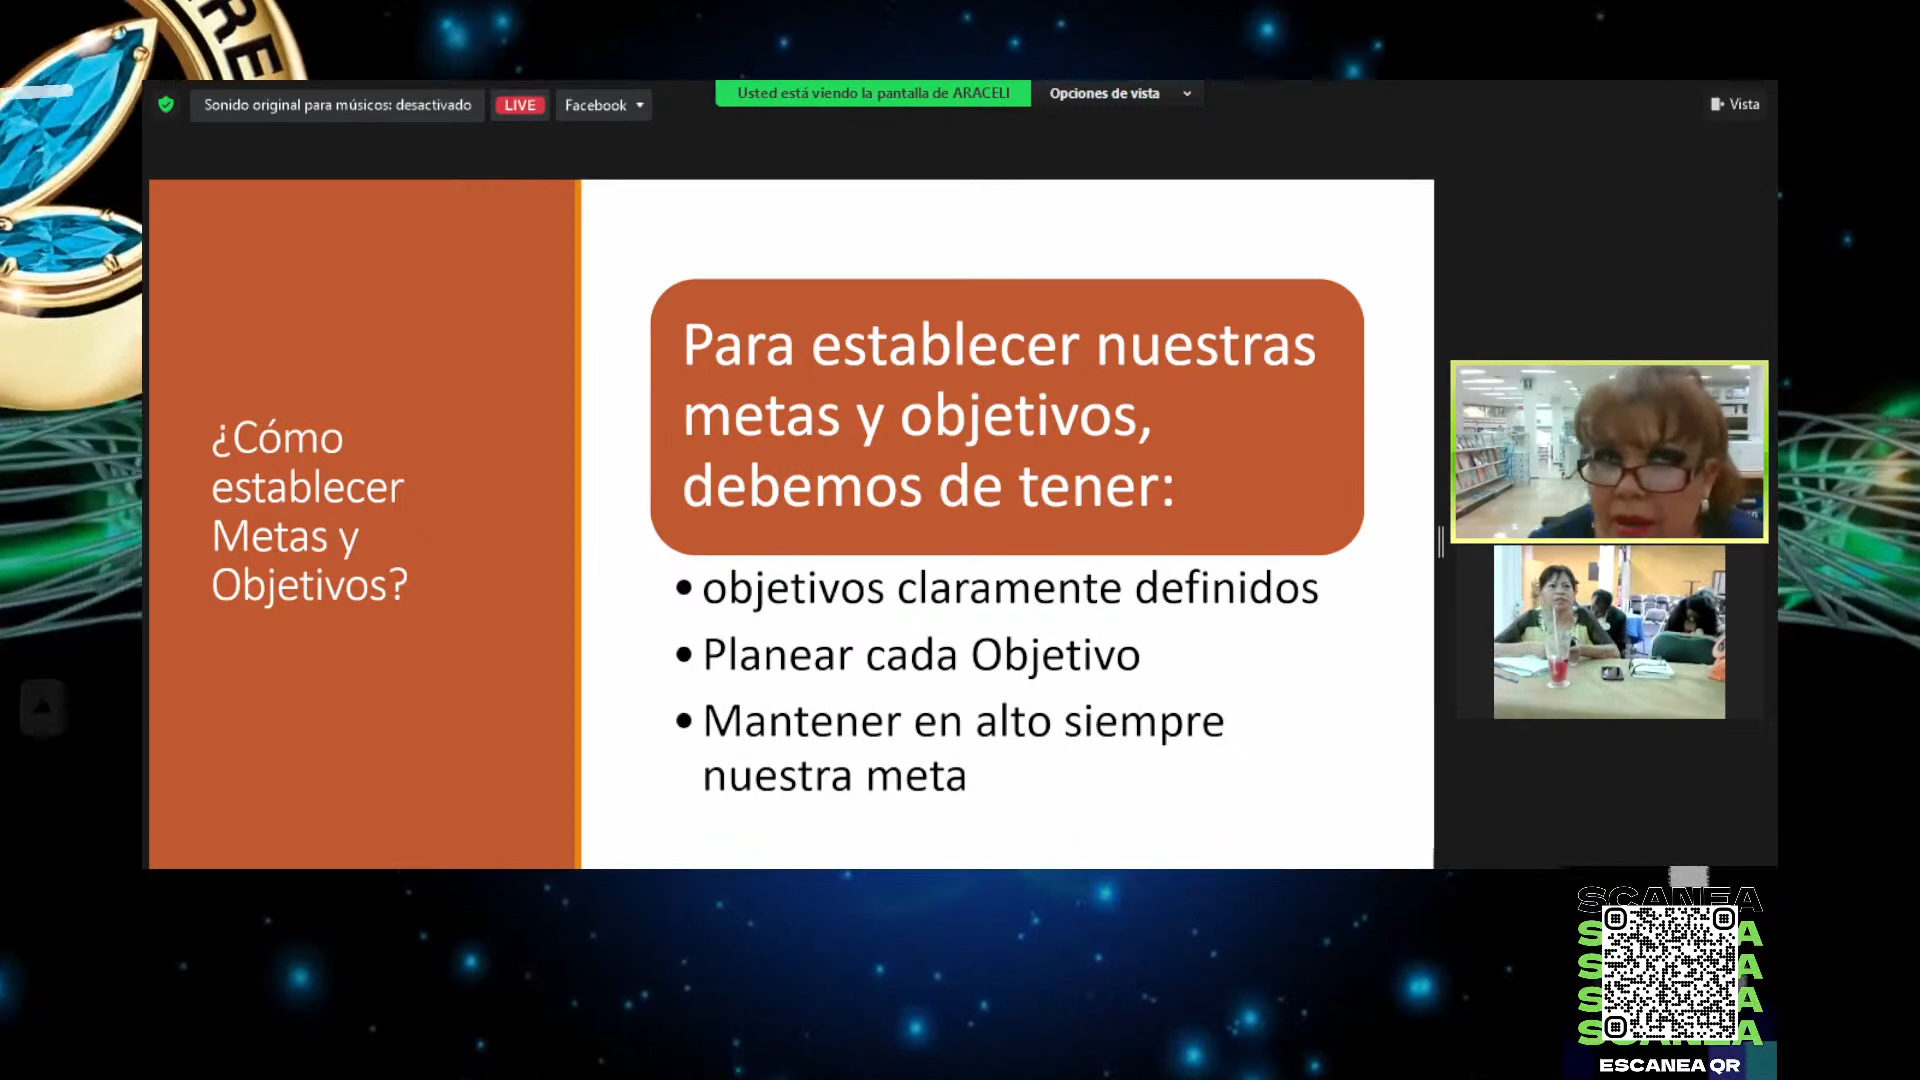 RE
Sonido original para músicos: desactivado
LIVE
Facebook
Usted está viendo la pantalla de ARACELI
Opciones de vista
Vista
¿Cómo
establecer
Metas y
Objetivos?
Para establecer nuestras
metas y objetivos,
debemos de tener:
• objetivos claramente definidos
• Planear cada Objetivo
• Mantener en alto siempre
nuestra meta
SCANEA
S A
S A
S A
S A
ESCANEA QR